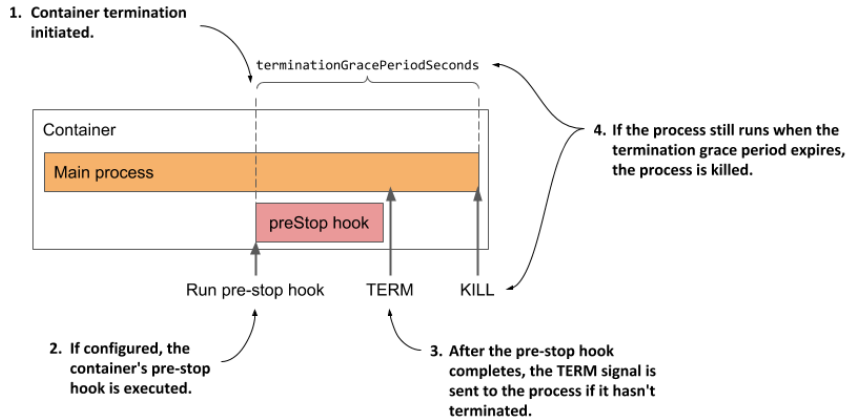 1. Container termination
initiated.
terminationGracePeriodSeconds
Container
Main process
4. If the process still runs when the
termination grace period expires,
the process is killed.
preStop hook
Run pre-stop hook
TERM
KILL
2. If configured, the
container's pre-stop
hook is executed.
3. After the pre-stop hook
completes, the TERM signal is
sent to the process if it hasn't
terminated.